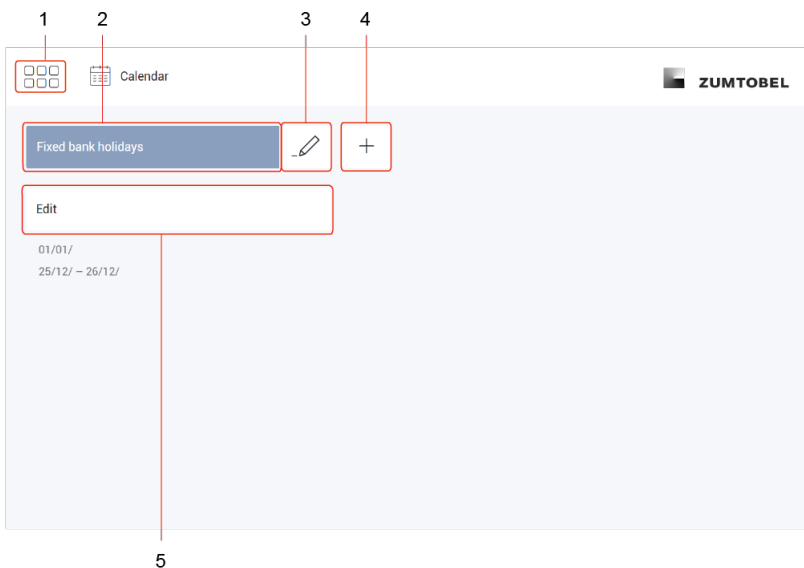 1 2 3 4
Calendar
ZUMTOBEL
Fixed bank holidays
Edit
01/01/
25/12/ – 26/12/
5